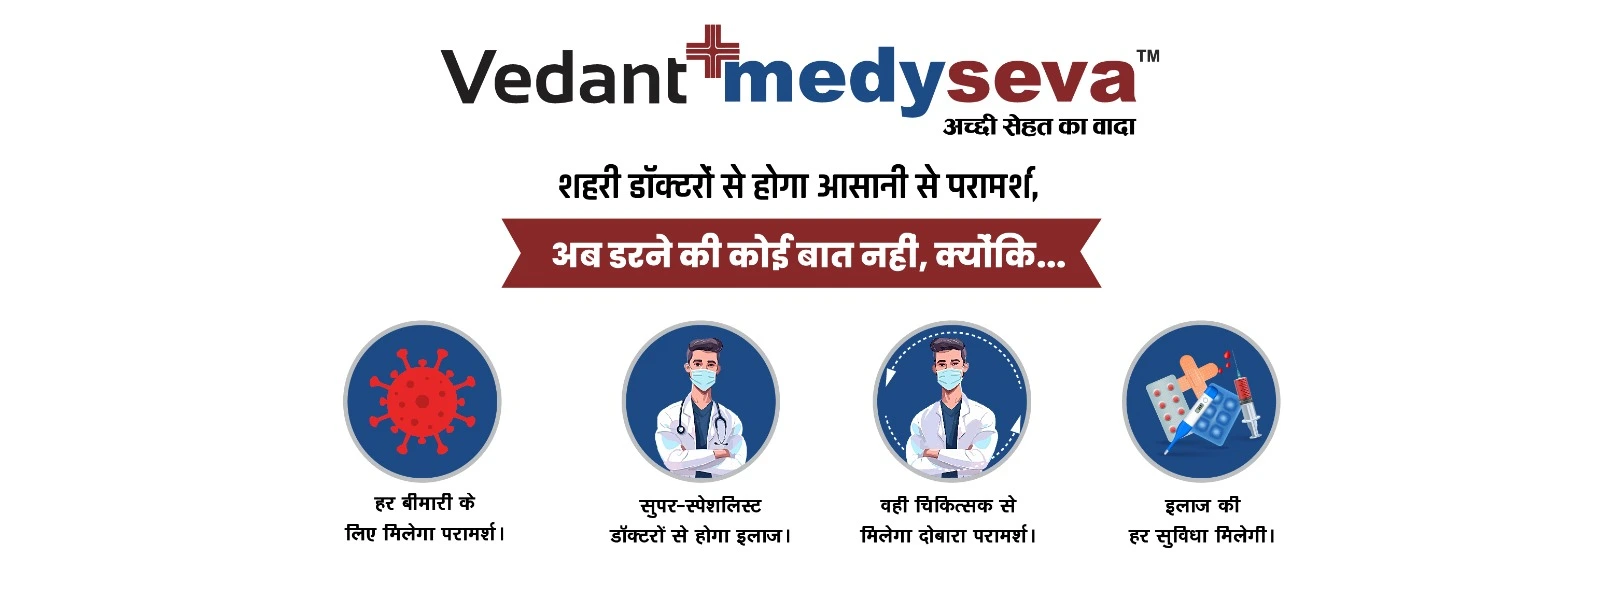 Vedant medyseva™
अच्छी सेहत का वादा
शहरी डॉक्टरों से होगा आसानी से परामर्श,
अब डरने की कोई बात नहीं, क्योंकि...
हर बीमारी के
लिए मिलेगा परामर्श।
सुपर-स्पेशलिस्ट
डॉक्टरों से होगा इलाज।
वही चिकित्सक से
मिलेगा दोबारा परामर्श।
इलाज की
हर सुविधा मिलेगी।